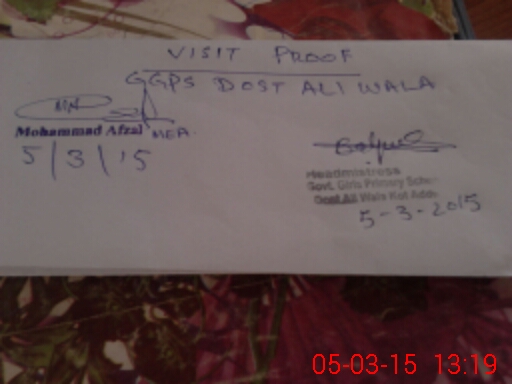 VISIT PROOF
GGPS DOST ALI WALA
Mohammad Afzal MEA.
5/3/15
Headmistress
Govt. Girls Primary
Dost Ali Wala Kot Addu
5-3-2015
05-03-15 13:19